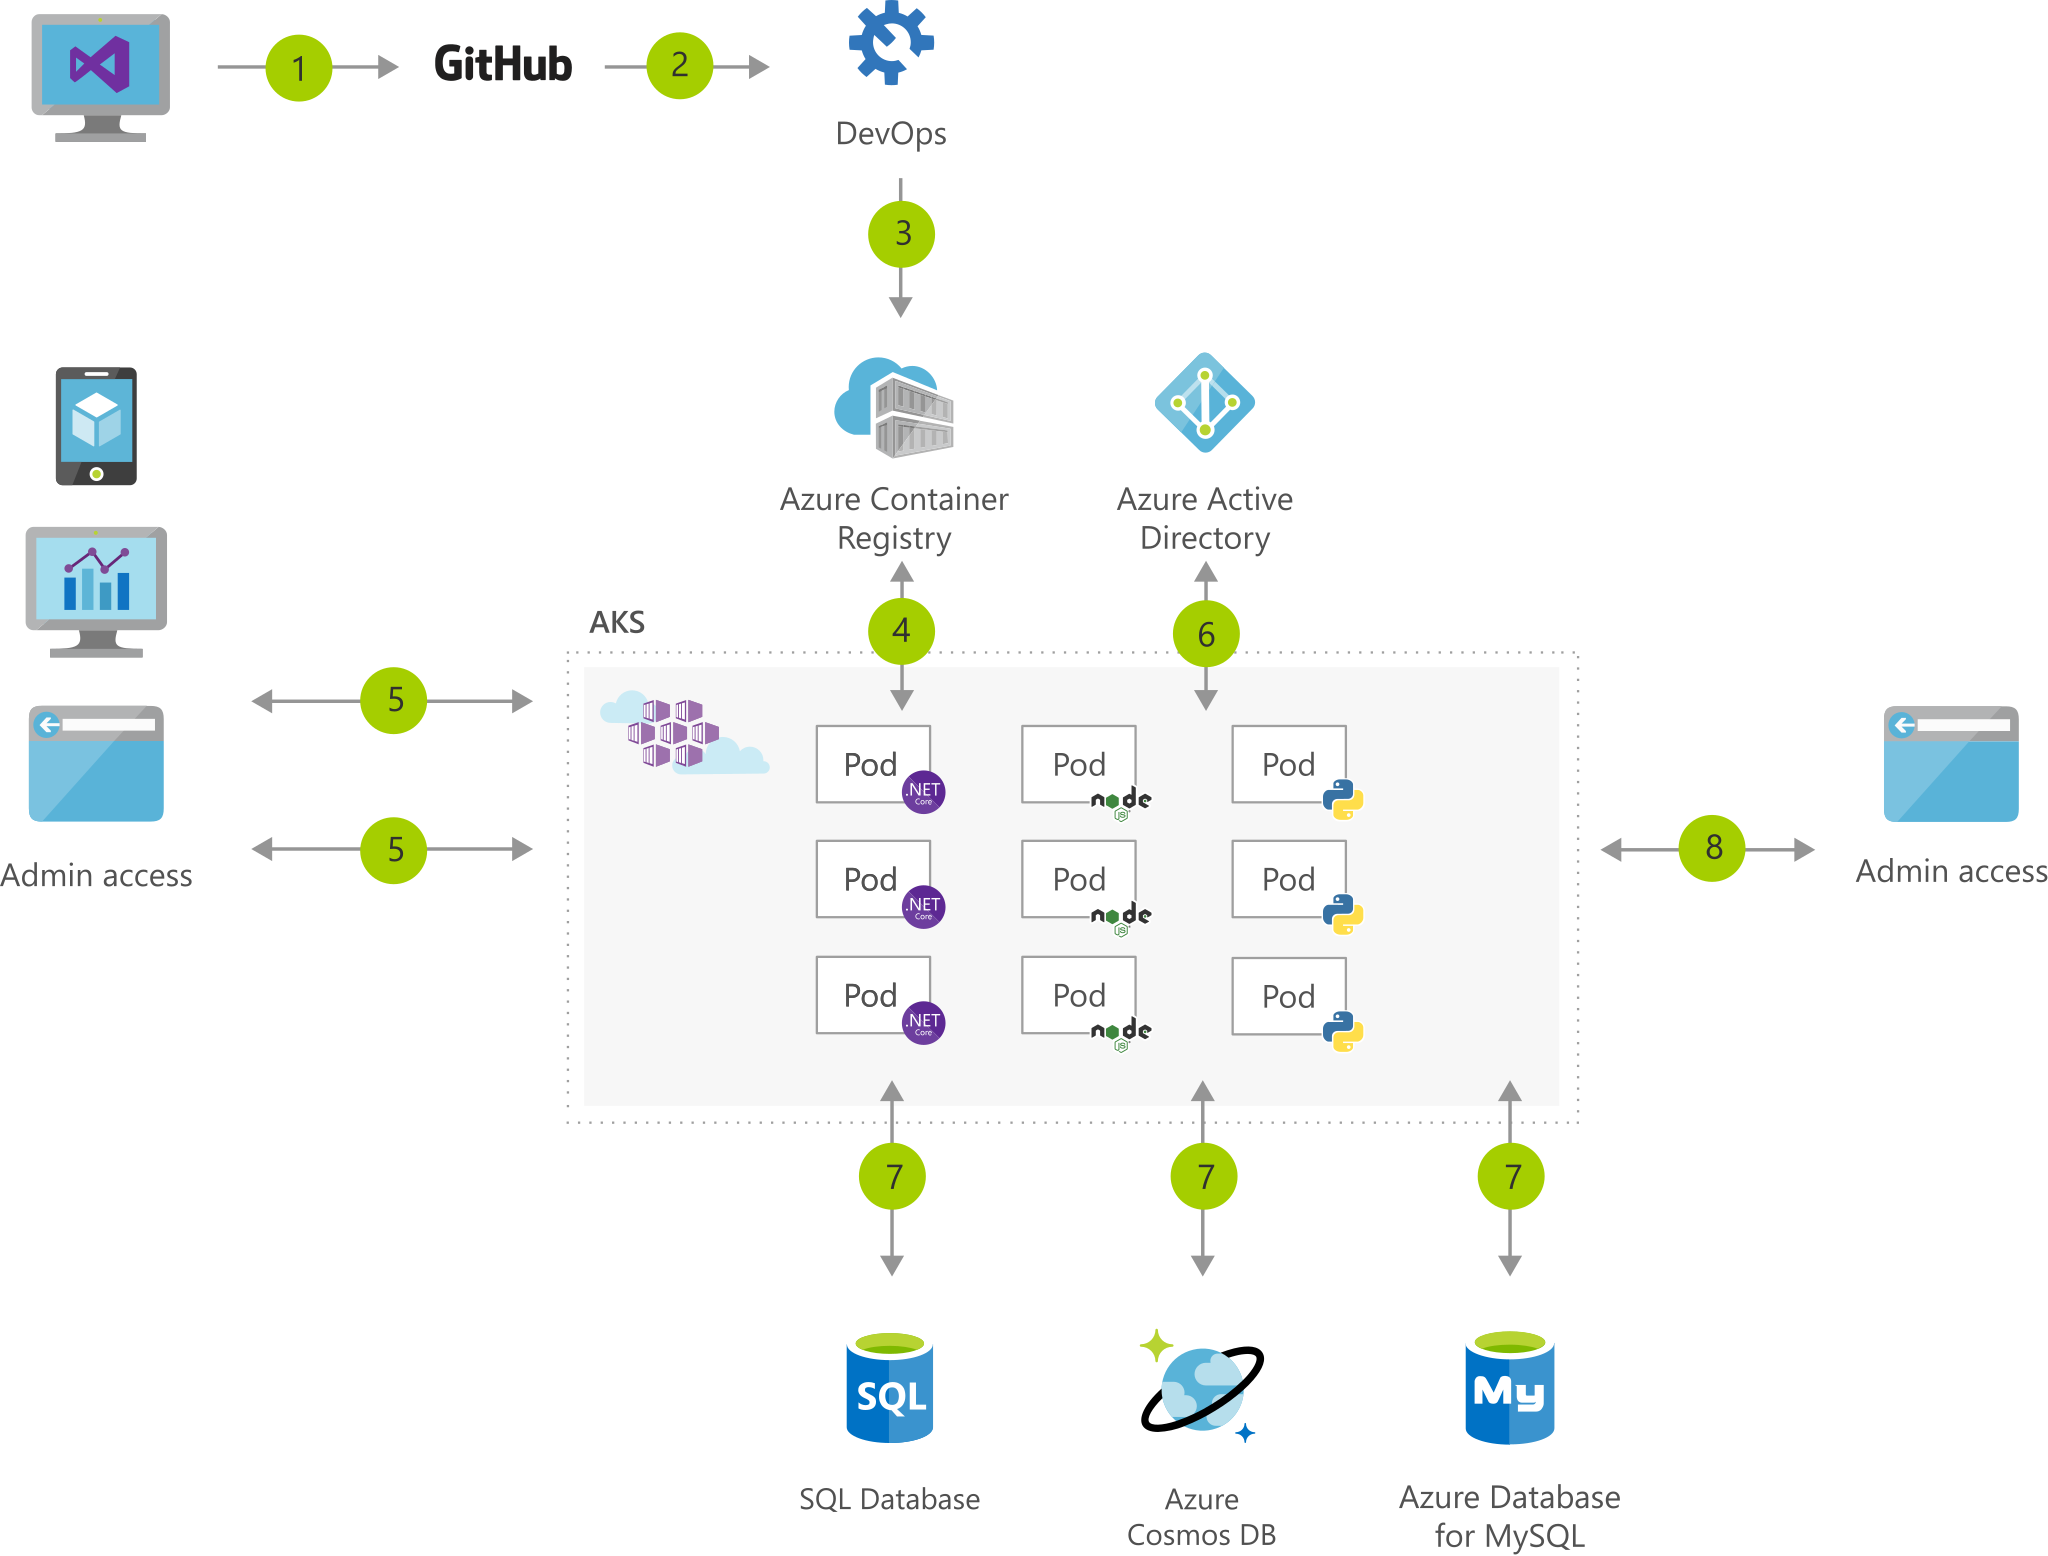 1
GitHub
2
DevOps
3
Azure Container
Registry
Azure Active
Directory
AKS
4
6
5
5
Admin access
Pod
.NET
Core
Pod
node
JS
Pod
Pod
.NET
Core
Pod
node
JS
Pod
Pod
.NET
Core
Pod
node
JS
Pod
8
Admin access
7
7
7
SQL
My
SQL Database
Azure
Cosmos DB
Azure Database
for MySQL